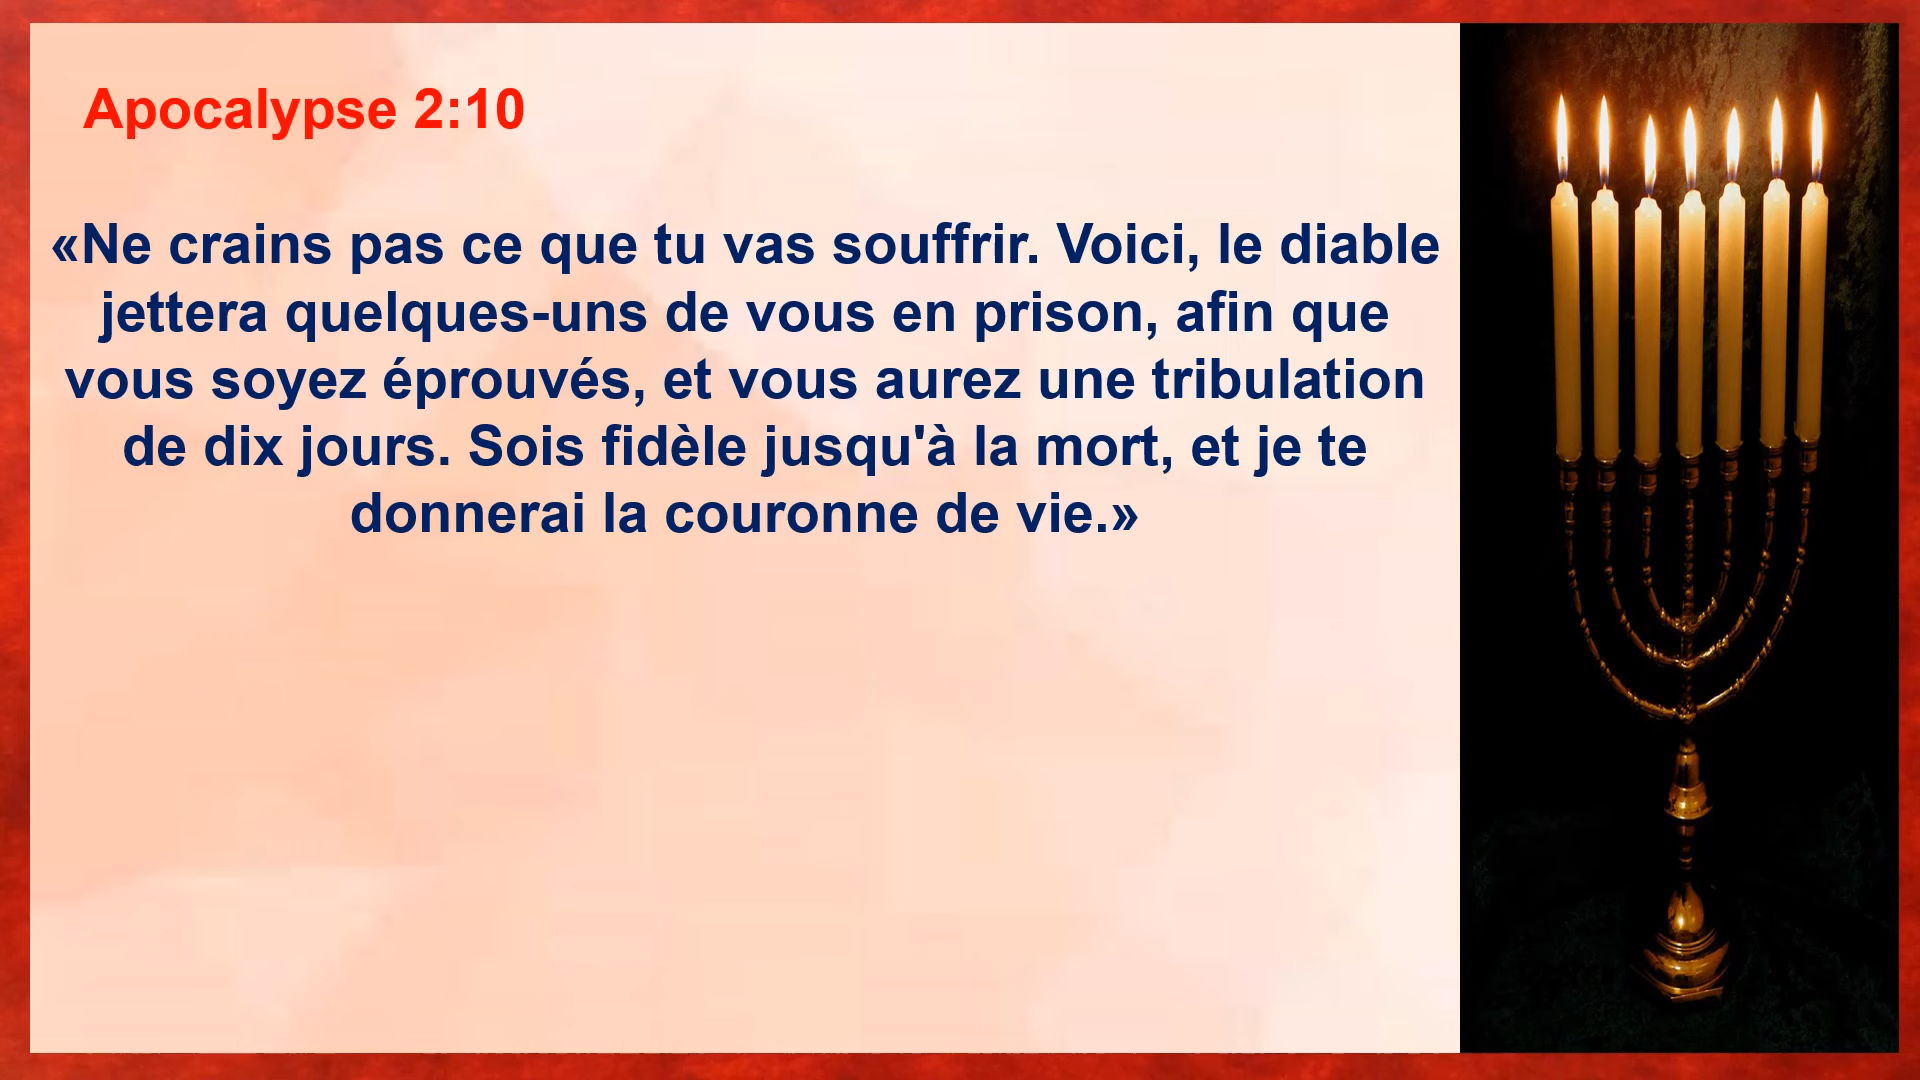 Apocalypse 2:10
«Ne crains pas ce que tu vas souffrir. Voici, le diable
jettera quelques-uns de vous en prison, afin que
vous soyez éprouvés, et vous aurez une tribulation
de dix jours. Sois fidèle jusqu'à la mort, et je te
donnerai la couronne de vie.»